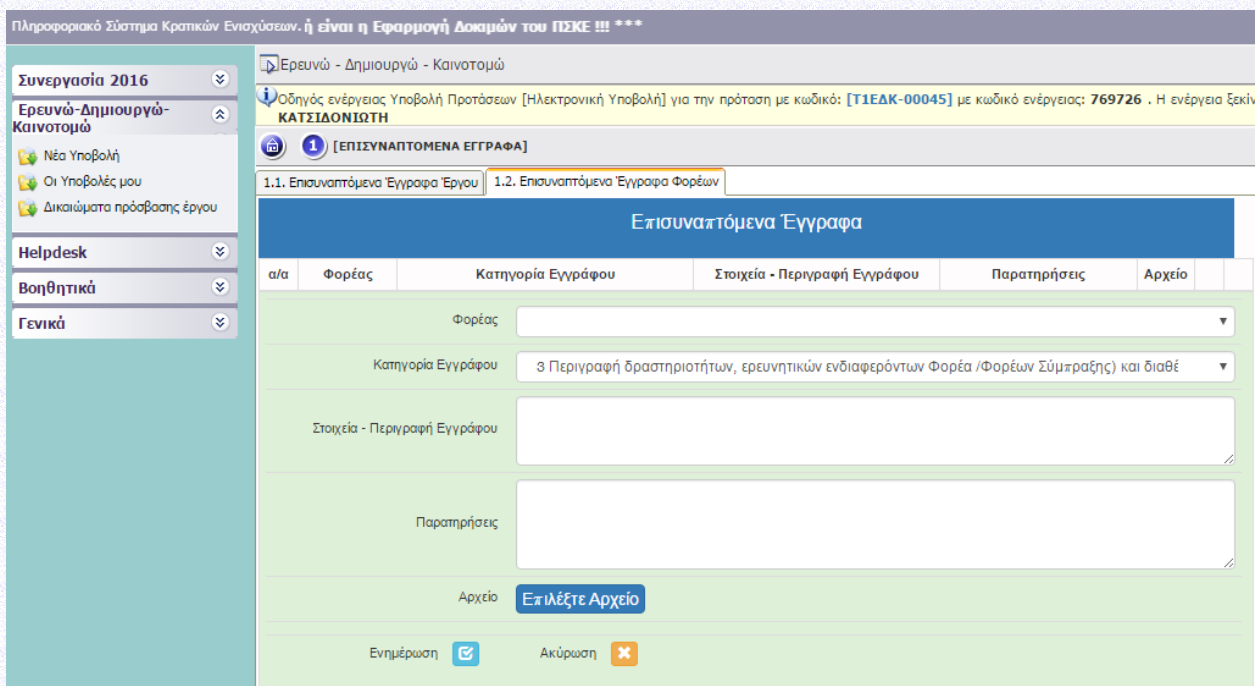 Πληροφοριακό Σύστημα Κρατικών Ενισχύσεων. ή είναι η Εφαρμογή Δοκιμών του ΠΣΚΕ !!! ***
Συνεργασία 2016
Ερευνώ-Δημιουργώ-
Καινοτομώ
Νέα Υποβολή
Οι Υποβολές μου
Δικαιώματα πρόσβασης έργου
Helpdesk
Βοηθητικά
Γενικά
Ερευνώ - Δημιουργώ - Καινοτομώ
Οδηγός ενέργειας Υποβολή Προτάσεων [Ηλεκτρονική Υποβολή] για την πρόταση με κωδικό: [Τ1ΕΔΚ-00045] με κωδικό ενέργειας: 769726 . Η ενέργεια ξεκίν
ΚΑΤΣΙΔΟΝΙΩΤΗ
1 [ΕΠΙΣΥΝΑΠΤΟΜΕΝΑ ΕΓΓΡΑΦΑ]
1.1. Επισυναπτόμενα Έγγραφα Έργου 1.2. Επισυναπτόμενα Έγγραφα Φορέων
Επισυναπτόμενα Έγγραφα
α/α Φορέας Κατηγορία Εγγράφου Στοιχεία - Περιγραφή Εγγράφου Παρατηρήσεις Αρχείο
Φορέας
Κατηγορία Εγγράφου 3 Περιγραφή δραστηριοτήτων, ερευνητικών ενδιαφερόντων Φορέα /Φορέων Σύμπραξης) και διαθέ
Στοιχεία - Περιγραφή Εγγράφου
Παρατηρήσεις
Αρχείο Επιλέξτε Αρχείο
Ενημέρωση Ακύρωση